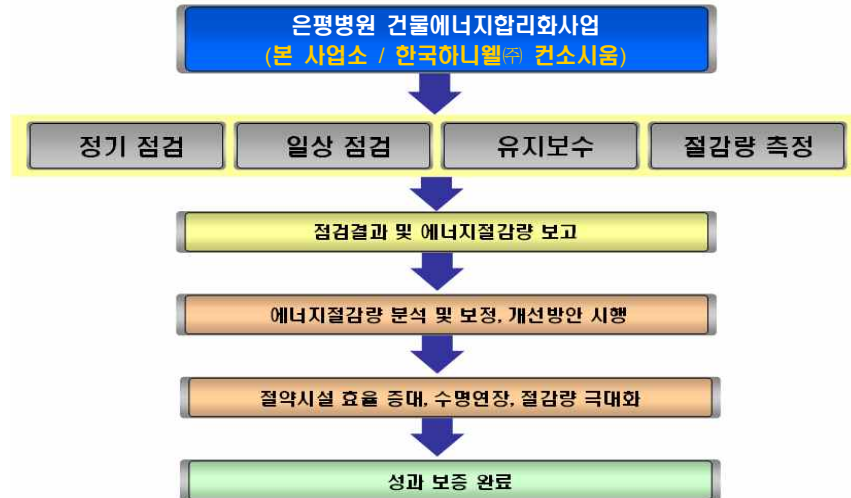 은평병원 건물에너지합리화사업
(본 사업소 / 한국하니웰㈜ 컨소시움)
정기 점검 일상 점검 유지보수 절감량 측정
점검결과 및 에너지절감량 보고
에너지절감량 분석 및 보정, 개선방안 시행
절약시설 효율 증대, 수명연장, 절감량 극대화
성과 보증 완료